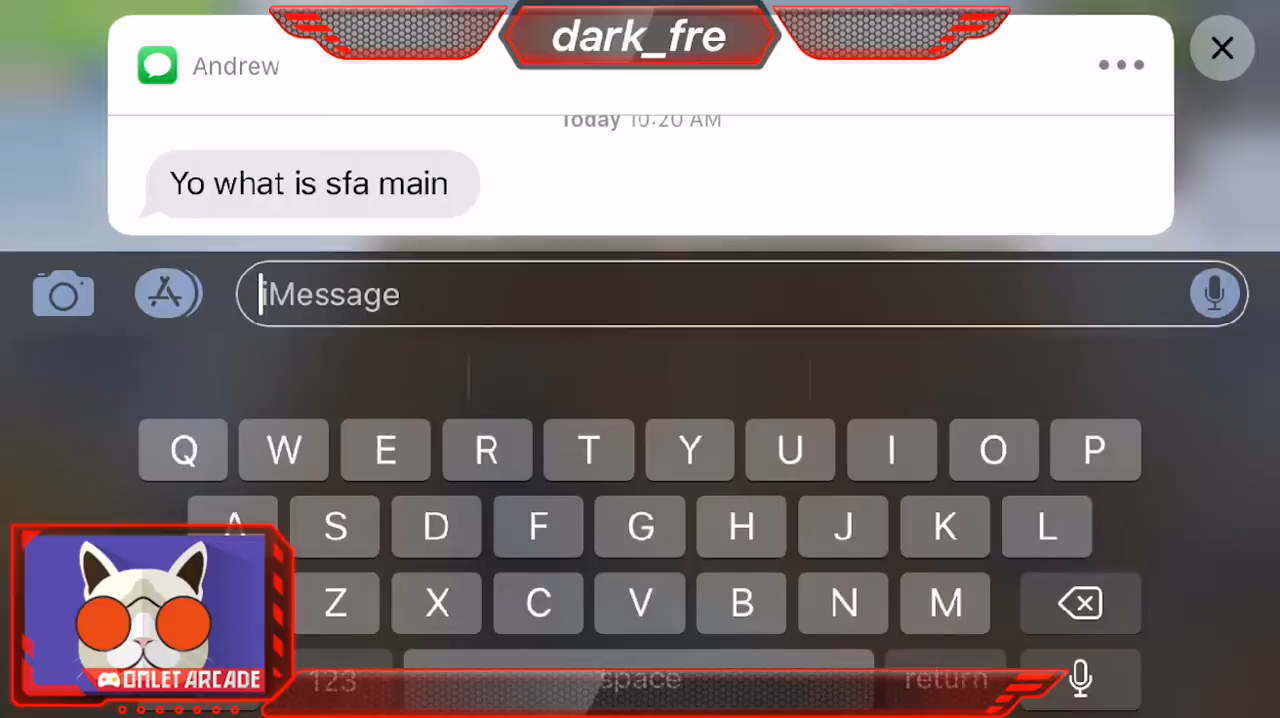 dark_fre
Andrew
Today 10:20 AM
Yo what is sfa main
iMessage
Q W E R T Y U I O P
A S D F G H J K L
Z X C V B N M
OMLET ARCADE
123 space return